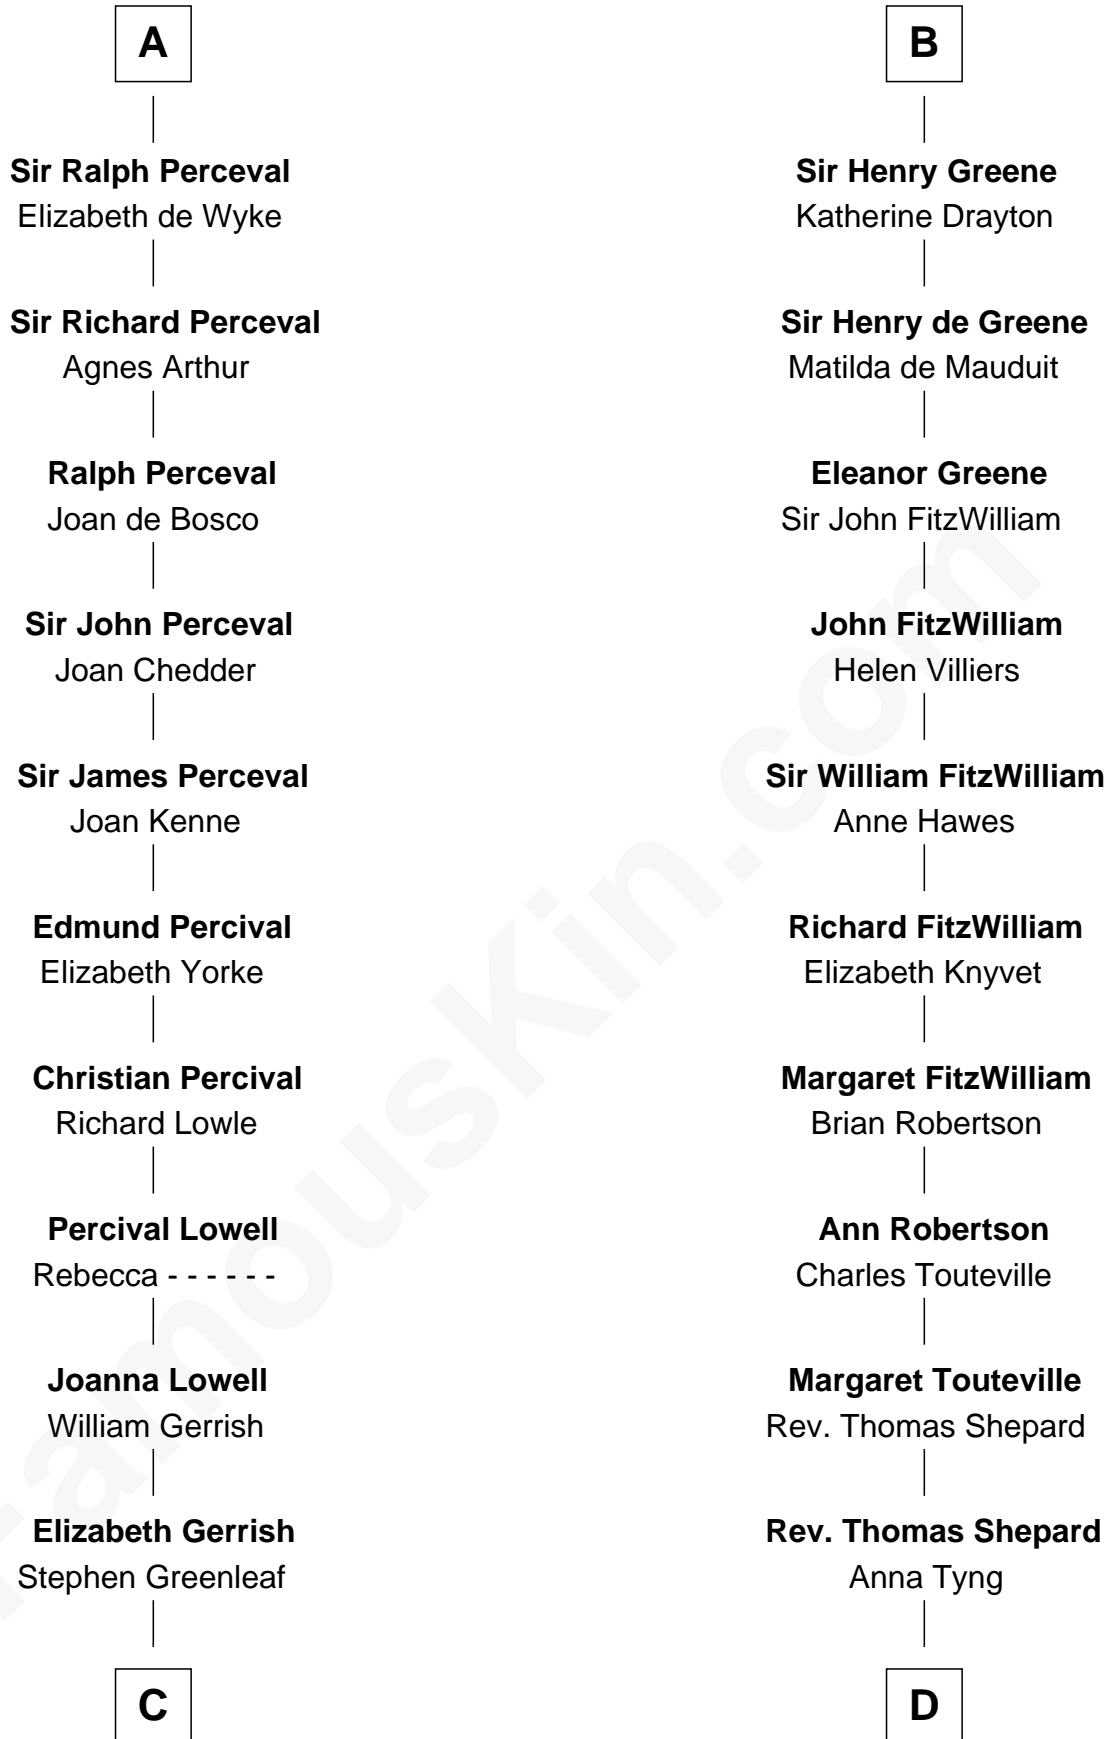 A
Sir Ralph Perceval
Elizabeth de Wyke
Sir Richard Perceval
Agnes Arthur
Ralph Perceval
Joan de Bosco
Sir John Perceval
Joan Chedder
Sir James Perceval
Joan Kenne
Edmund Percival
Elizabeth Yorke
Christian Percival
Richard Lowle
Percival Lowell
Rebecca - - - - - -
Joanna Lowell
William Gerrish
Elizabeth Gerrish
Stephen Greenleaf
C
B
Sir Henry Greene
Katherine Drayton
Sir Henry de Greene
Matilda de Mauduit
Eleanor Greene
Sir John FitzWilliam
John FitzWilliam
Helen Villiers
Sir William FitzWilliam
Anne Hawes
Richard FitzWilliam
Elizabeth Knyvet
Margaret FitzWilliam
Brian Robertson
Ann Robertson
Charles Touteville
Margaret Touteville
Rev. Thomas Shepard
Rev. Thomas Shepard
Anna Tyng
D
FamousKin.com